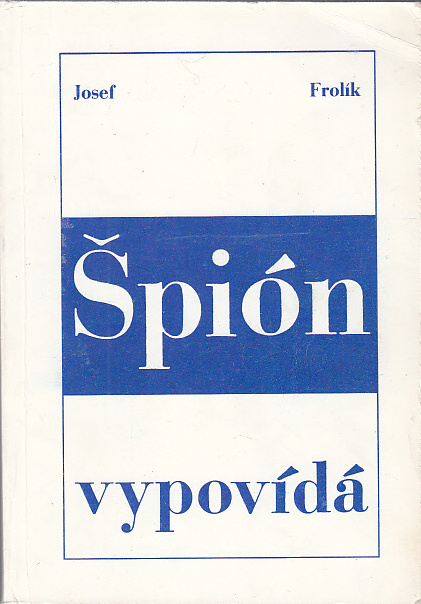 Josef Frolík
Špión
vypovídá